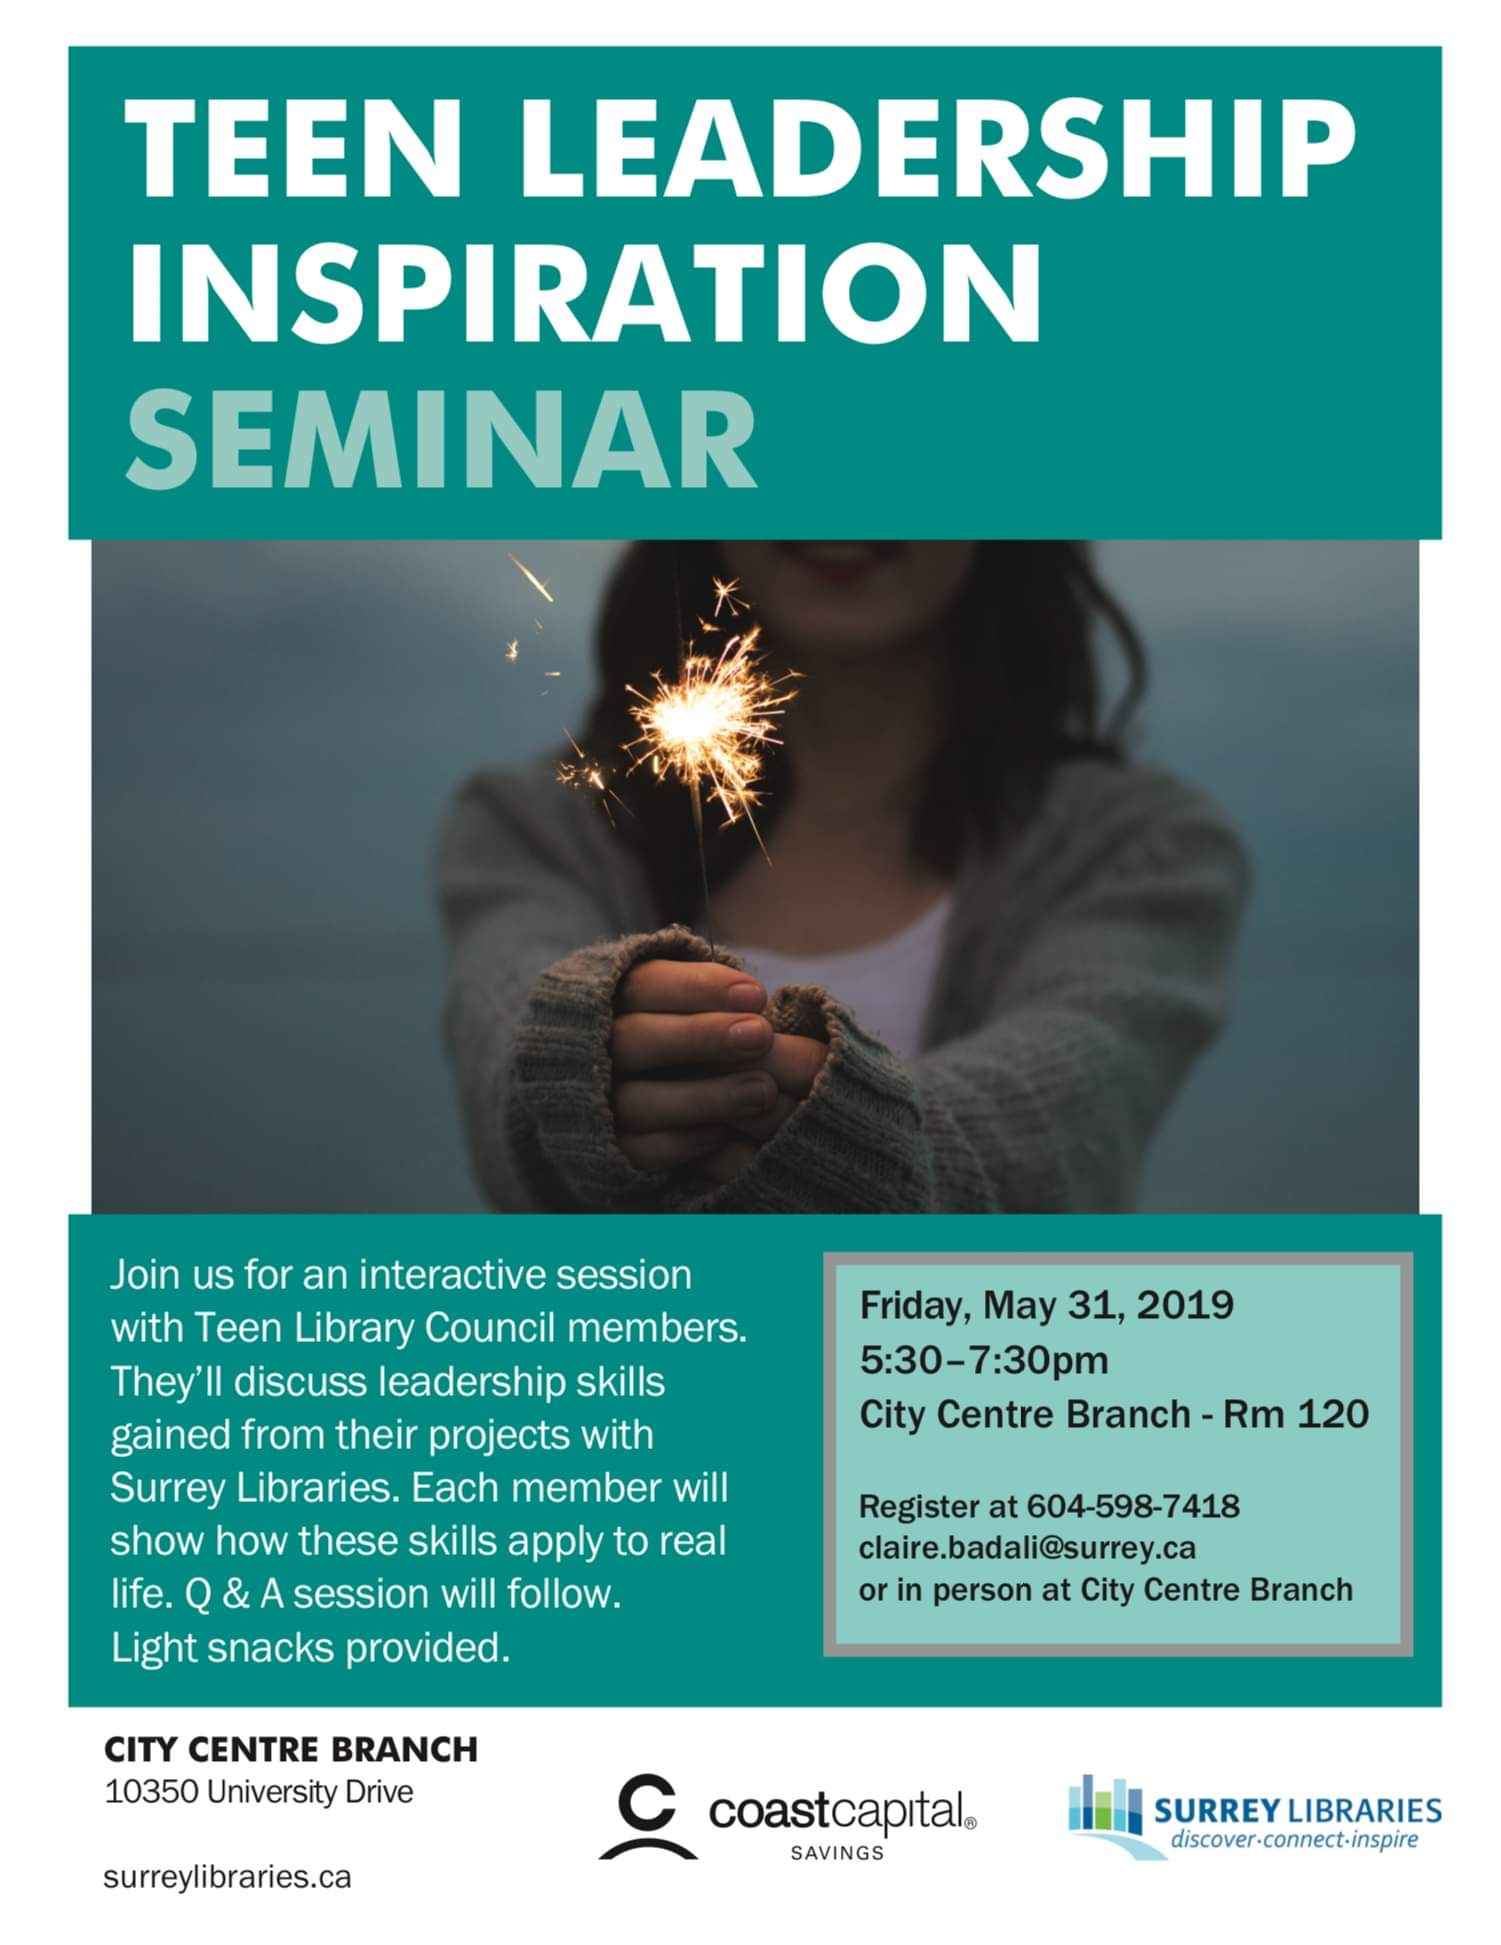 TEEN LEADERSHIP
INSPIRATION
SEMINAR
Join us for an interactive session
with Teen Library Council members.
They'll discuss leadership skills
gained from their projects with
Surrey Libraries. Each member will
show how these skills apply to real
life. Q & A session will follow.
Light snacks provided.
Friday, May 31, 2019
5:30–7:30pm
City Centre Branch - Rm 120
Register at 604-598-7418
claire.badali@surrey.ca
or in person at City Centre Branch
CITY CENTRE BRANCH
10350 University Drive
surreylibraries.ca
coastcapital®
SAVINGS
SURREY LIBRARIES
discover·connect·inspire